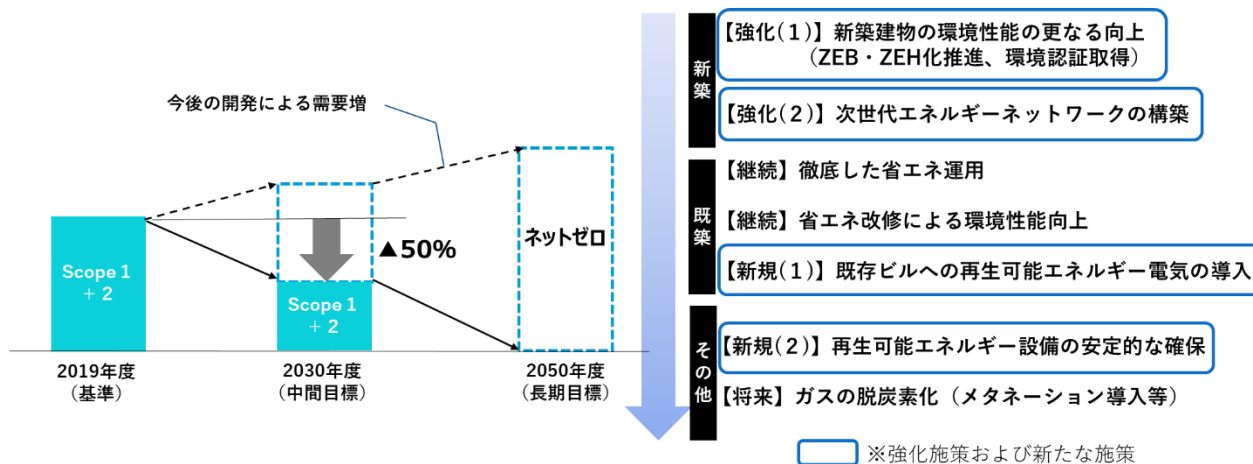 今後の開発による需要増
Scope 1
+ 2
▲50%
Scope 1
+ 2
ネットゼロ
2019年度
(基準)
2030年度
(中間目標)
2050年度
(長期目標)
新築
【強化(1)】新築建物の環境性能の更なる向上
(ZEB・ZEH化推進、環境認証取得)
【強化(2)】次世代エネルギーネットワークの構築
既築
【継続】徹底した省エネ運用
【継続】省エネ改修による環境性能向上
【新規(1)】既存ビルへの再生可能エネルギー電気の導入
その他
【新規(2)】再生可能エネルギー設備の安定的な確保
【将来】ガスの脱炭素化(メタネーション導入等)
※強化施策および新たな施策